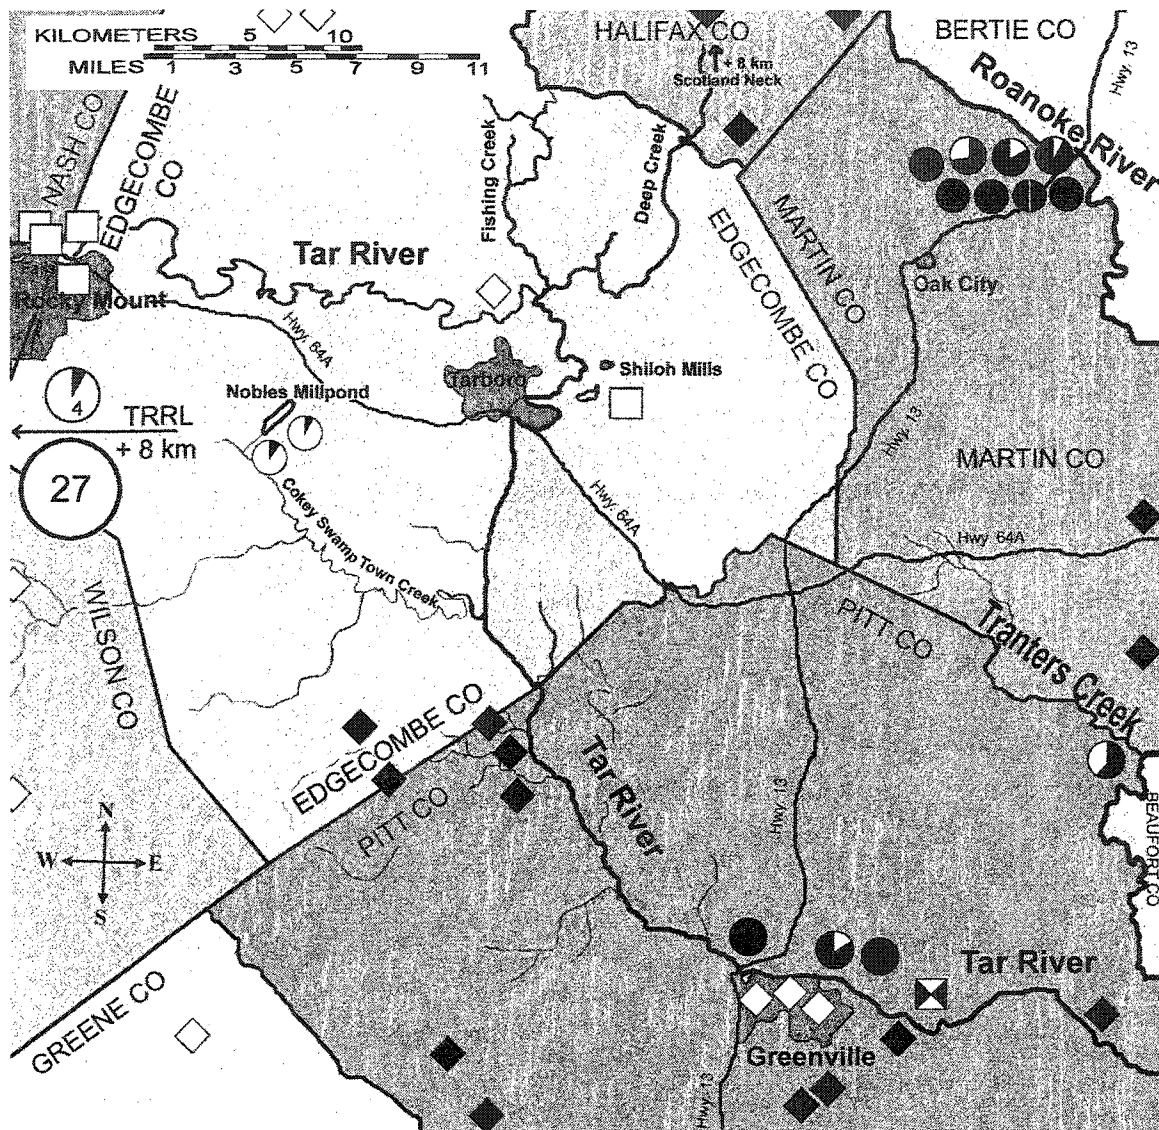 KILOMETERS 5 10
MILES 1 3 5 7 9 11
HALIFAX CO
+ 8 km
Scotland Neck
BERTIE CO
Hwy. 13
Roanoke River
NASH CO
EDGECOMBE CO
Fishing Creek
Deep Creek
Tar River
EDGECOMBE CO
MARTIN CO
Oak City
Rocky Mount
Hwy. 64A
Tarboro
Shiloh Mills
Nobles Millpond
4
TRRL
+ 8 km
27
Hwy. 13
MARTIN CO
Hwy. 64A
Hwy 64A
Cokey Swamp Town Creek
WILSON CO
PITT CO
Tranters Creek
EDGECOMBE CO
PITT CO
Tar River
Hwy. 13
BEAUFORT CO
N
W E
S
GREENE CO
Tar River
Greenville
Hwy. 13